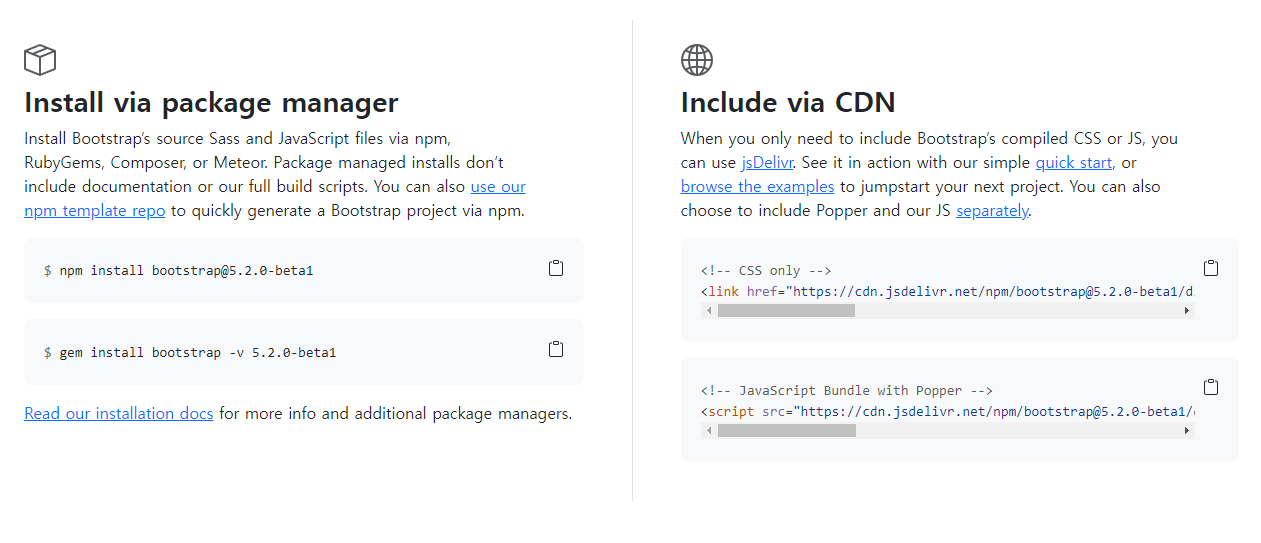 Install via package manager
Install Bootstrap’s source Sass and JavaScript files via npm,
RubyGems, Composer, or Meteor. Package managed installs don’t
include documentation or our full build scripts. You can also use our
npm template repo to quickly generate a Bootstrap project via npm.
$ npm install bootstrap@5.2.0-beta1
$ gem install bootstrap -v 5.2.0-beta1
Read our installation docs for more info and additional package managers.
Include via CDN
When you only need to include Bootstrap’s compiled CSS or JS, you
can use jsDelivr. See it in action with our simple quick start, or
browse the examples to jumpstart your next project. You can also
choose to include Popper and our JS separately.
<!-- CSS only -->
<link href="https://cdn.jsdelivr.net/npm/bootstrap@5.2.0-beta1/d
<!-- JavaScript Bundle with Popper -->
<script src="https://cdn.jsdelivr.net/npm/bootstrap@5.2.0-beta1/